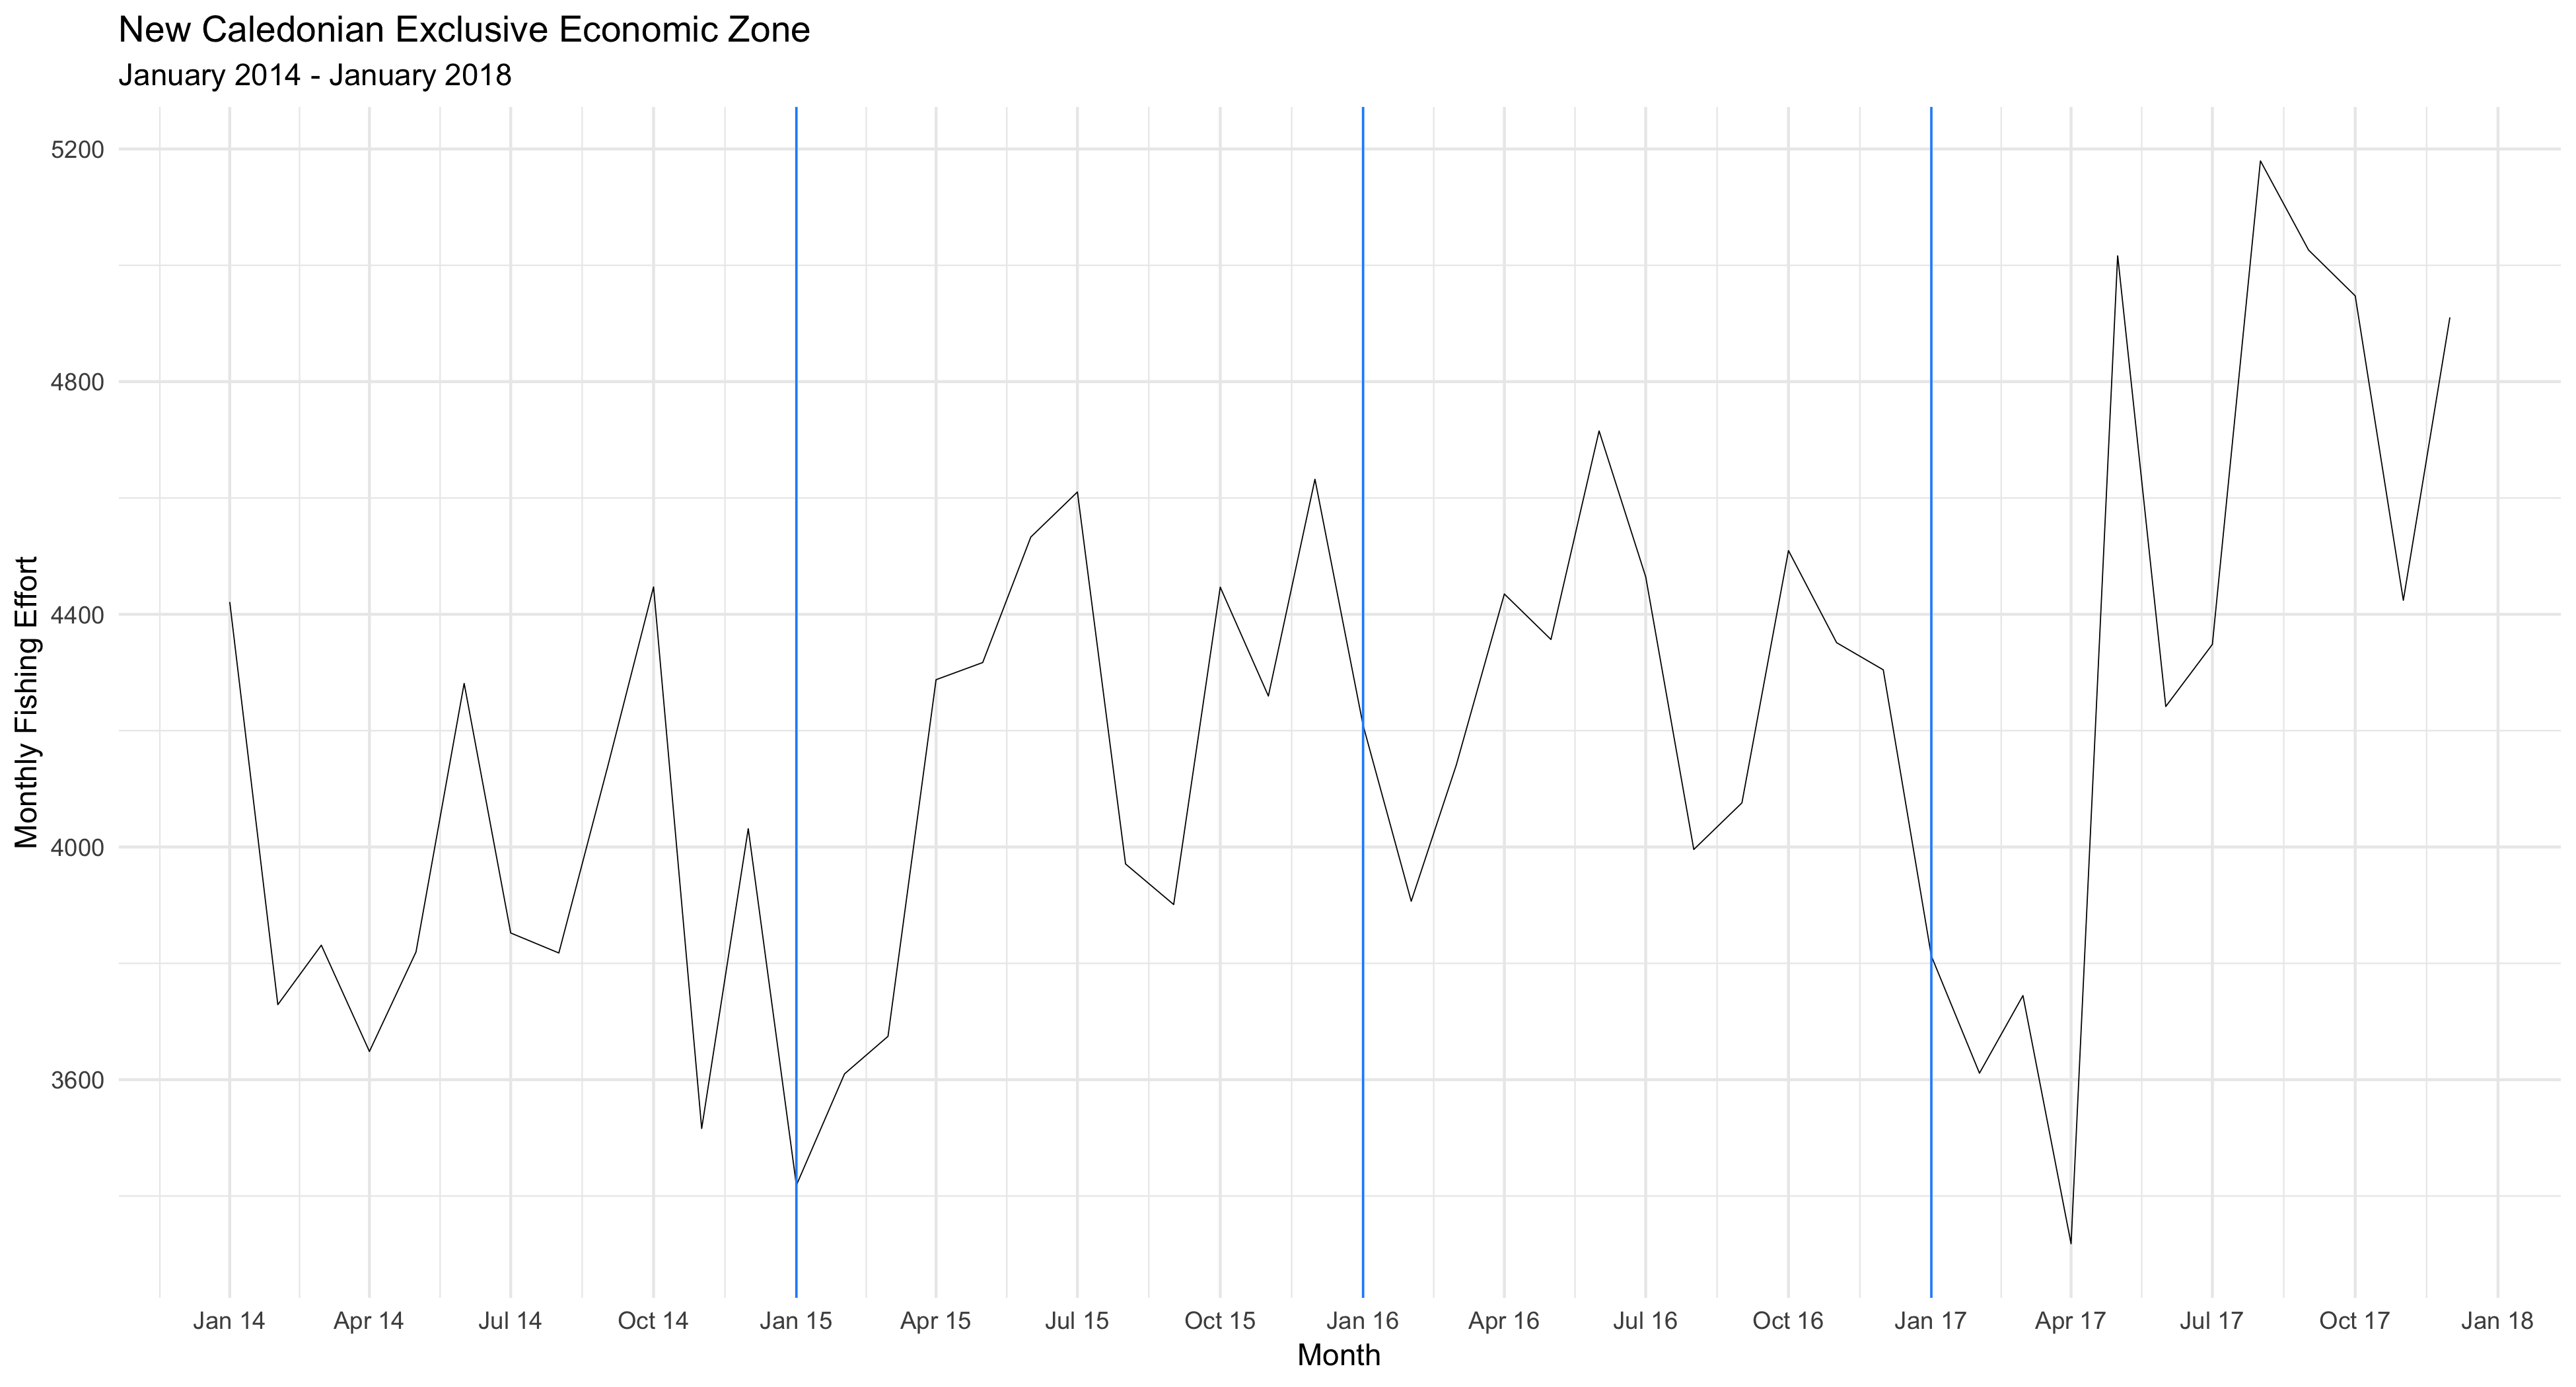 New Caledonian Exclusive Economic Zone
January 2014 - January 2018
Monthly Fishing Effort
5200
4800
4400
4000
3600
Jan 14 Apr 14 Jul 14 Oct 14 Jan 15 Apr 15 Jul 15 Oct 15 Jan 16 Apr 16 Jul 16 Oct 16 Jan 17 Apr 17 Jul 17 Oct 17 Jan 18
Month